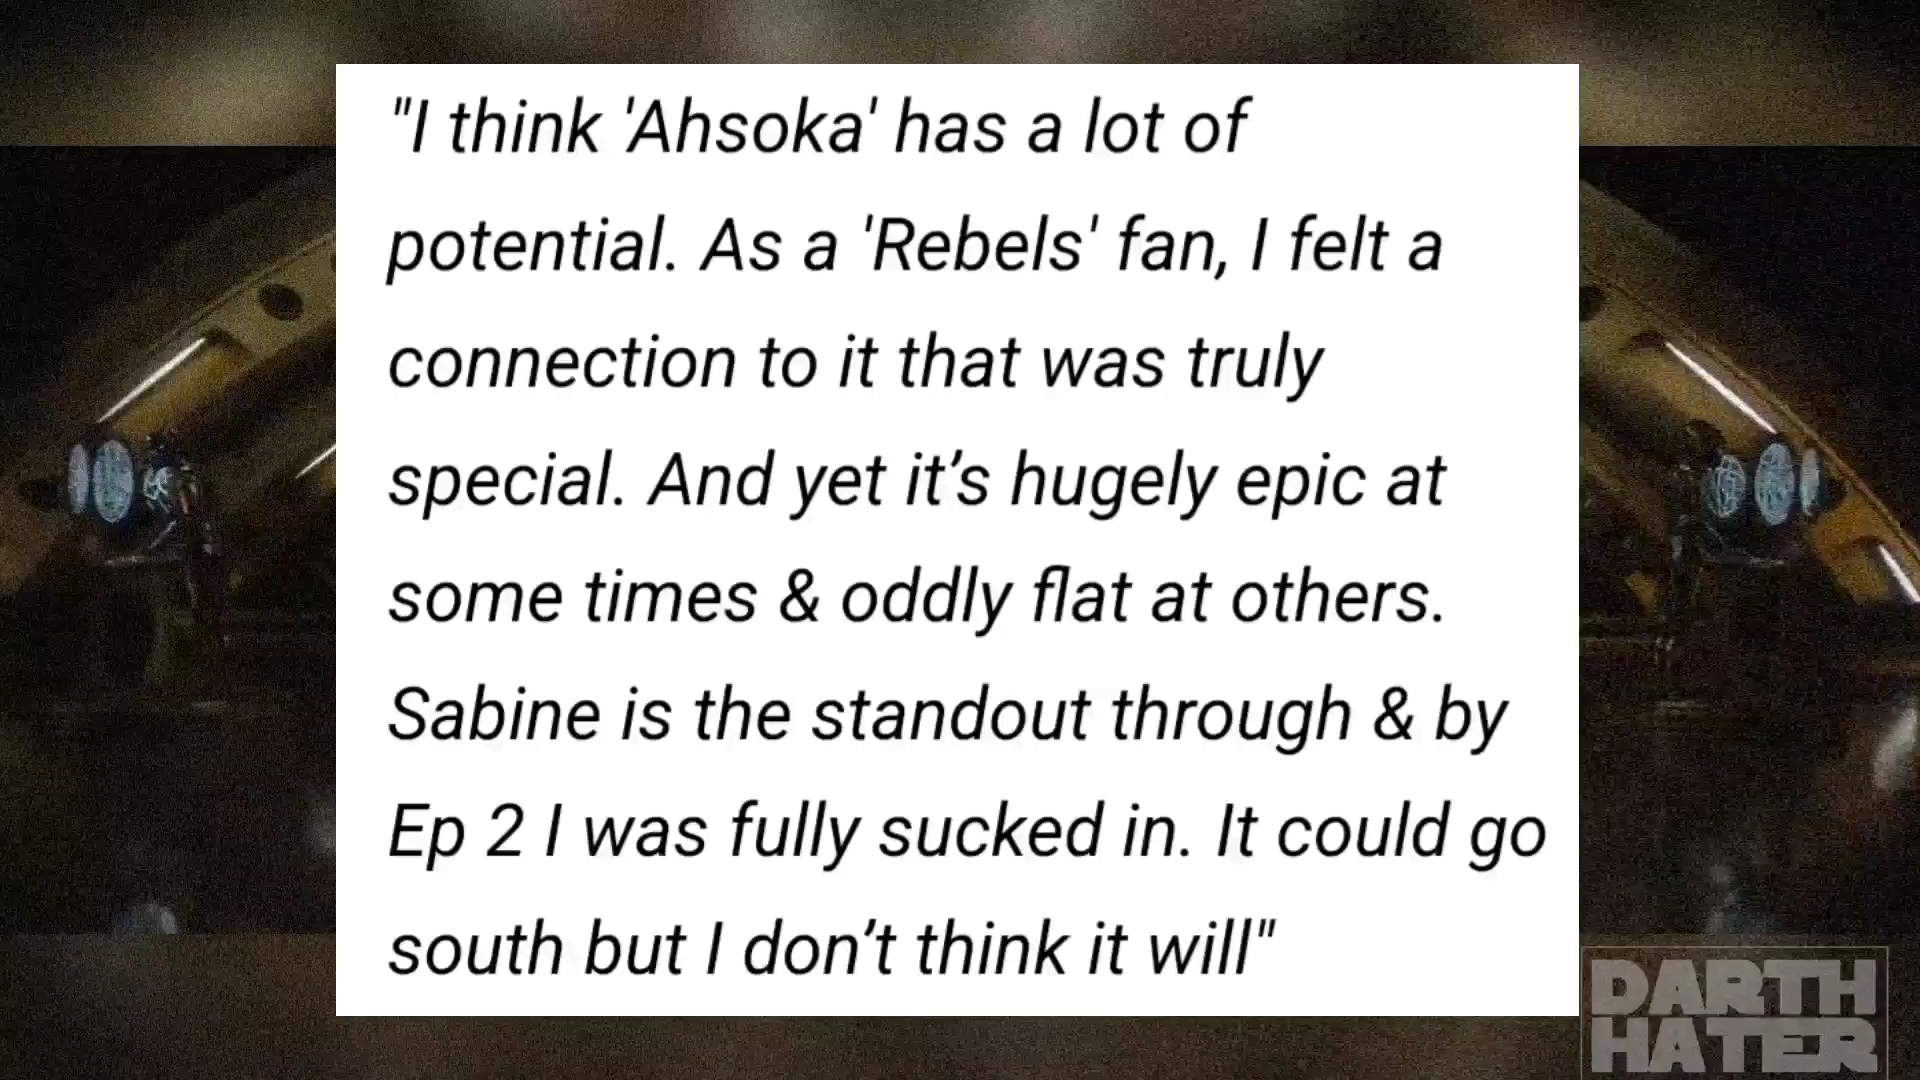 "I think 'Ahsoka' has a lot of
potential. As a 'Rebels' fan, I felt a
connection to it that was truly
special. And yet it’s hugely epic at
some times & oddly flat at others.
Sabine is the standout through & by
Ep 2 I was fully sucked in. It could go
south but I don’t think it will"
DARTH
HATER